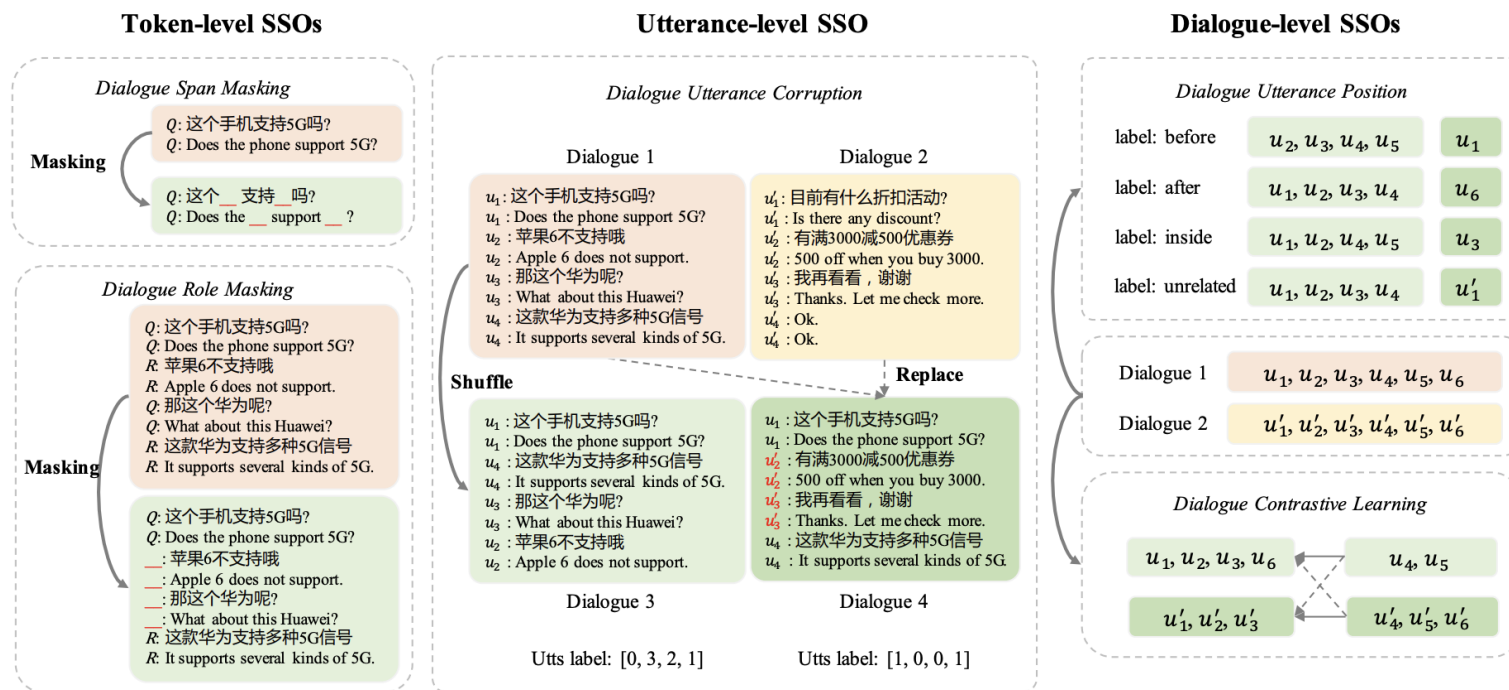 Token-level SSOs
Dialogue Span Masking
Q: 这个手机支持5G吗?
Q: Does the phone support 5G?
Masking
Q: 这个__ 支持__吗?
Q: Does the __ support __ ?
Dialogue Role Masking
Q: 这个手机支持5G吗?
Q: Does the phone support 5G?
R: 苹果6不支持哦
R: Apple 6 does not support.
Q: 那这个华为呢?
Q: What about this Huawei?
R: 这款华为支持多种5G信号
R: It supports several kinds of 5G.
Masking
Q: 这个手机支持5G吗?
Q: Does the phone support 5G?
__: 苹果6不支持哦
__: Apple 6 does not support.
__: 那这个华为呢?
__: What about this Huawei?
R: 这款华为支持多种5G信号
R: It supports several kinds of 5G.
Utterance-level SSO
Dialogue Utterance Corruption
Dialogue 1
u₁: 这个手机支持5G吗?
u₁: Does the phone support 5G?
u₂: 苹果6不支持哦
u₂: Apple 6 does not support.
u₃: 那这个华为呢?
u₃: What about this Huawei?
u₄: 这款华为支持多种5G信号
u₄: It supports several kinds of 5G.
Dialogue 2
u′₁: 目前有什么折扣活动?
u′₁: Is there any discount?
u′₂: 有满3000减500优惠券
u′₂: 500 off when you buy 3000.
u′₃: 我再看看，谢谢
u′₃: Thanks. Let me check more.
u′₄: Ok.
u′₄: Ok.
Shuffle
Replace
u₁: 这个手机支持5G吗?
u₁: Does the phone support 5G?
u₄: 这款华为支持多种5G信号
u₄: It supports several kinds of 5G.
u₃: 那这个华为呢?
u₃: What about this Huawei?
u₂: 苹果6不支持哦
u₂: Apple 6 does not support.
Dialogue 3
Utts label: [0, 3, 2, 1]
u₁: 这个手机支持5G吗?
u₁: Does the phone support 5G?
u′₂: 有满3000减500优惠券
u′₂: 500 off when you buy 3000.
u′₃: 我再看看，谢谢
u′₃: Thanks. Let me check more.
u₄: 这款华为支持多种5G信号
u₄: It supports several kinds of 5G.
Dialogue 4
Utts label: [1, 0, 0, 1]
Dialogue-level SSOs
Dialogue Utterance Position
label: before u₂, u₃, u₄, u₅ u₁
label: after u₁, u₂, u₃, u₄ u₆
label: inside u₁, u₂, u₄, u₅ u₃
label: unrelated u₁, u₂, u₃, u₄ u′₁
Dialogue 1 u₁, u₂, u₃, u₄, u₅, u₆
Dialogue 2 u′₁, u′₂, u′₃, u′₄, u′₅, u′₆
Dialogue Contrastive Learning
u₁, u₂, u₃, u₆ u₄, u₅
u′₁, u′₂, u′₃ u′₄, u′₅, u′₆